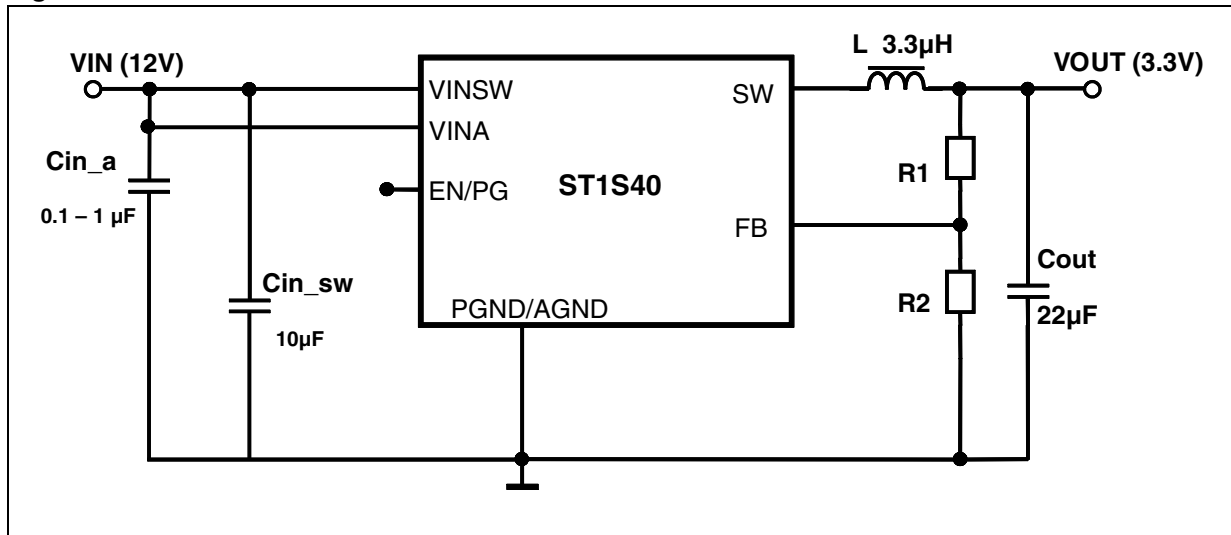 VIN (12V)
Cin_a
0.1 – 1 µF
Cin_sw
10µF
VINSW
VINA
EN/PG
ST1S40
SW
FB
PGND/AGND
L 3.3µH
VOUT (3.3V)
R1
R2
Cout
22µF